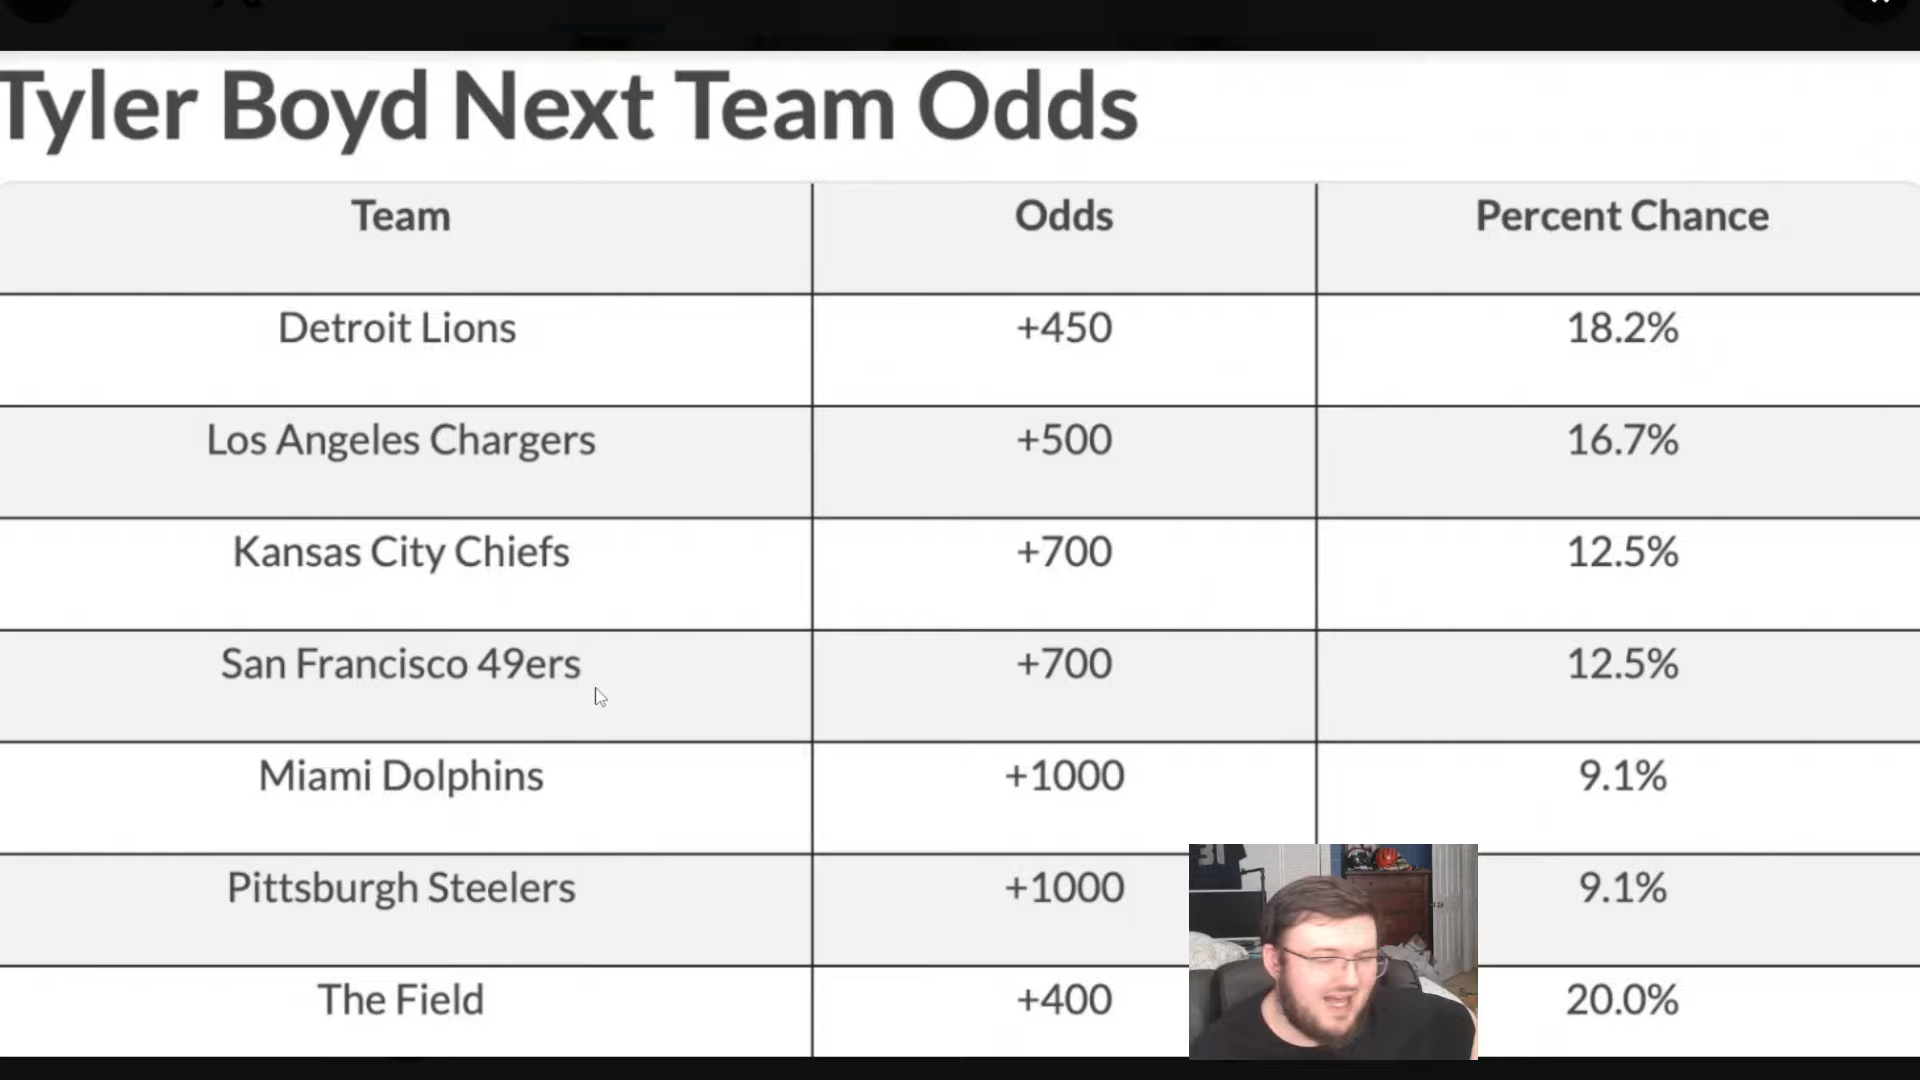 Tyler Boyd Next Team Odds
Team Odds Percent Chance
Detroit Lions +450 18.2%
Los Angeles Chargers +500 16.7%
Kansas City Chiefs +700 12.5%
San Francisco 49ers +700 12.5%
Miami Dolphins +1000 9.1%
Pittsburgh Steelers +1000 9.1%
The Field +400 20.0%
31